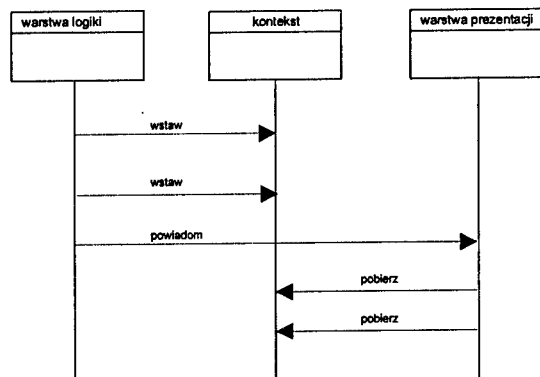 warstwa logiki
kontekst
warstwa prezentacji
wstaw
wstaw
powiadom
pobierz
pobierz